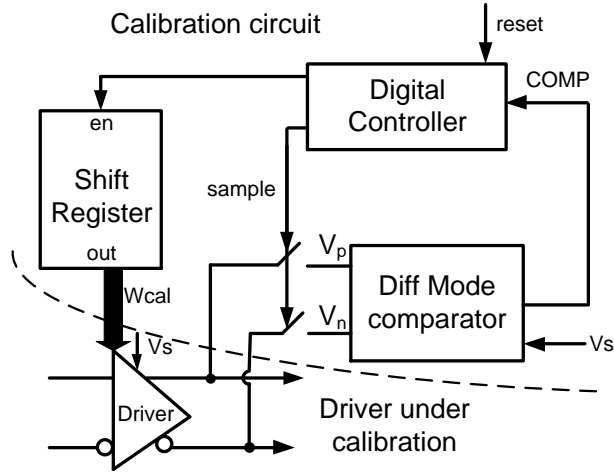 Calibration circuit
reset
Digital
Controller
COMP
en
Shift
Register
out
sample
Vp
Vn
Diff Mode
comparator
Wcal
Vs
Vs
Driver
Driver under
calibration